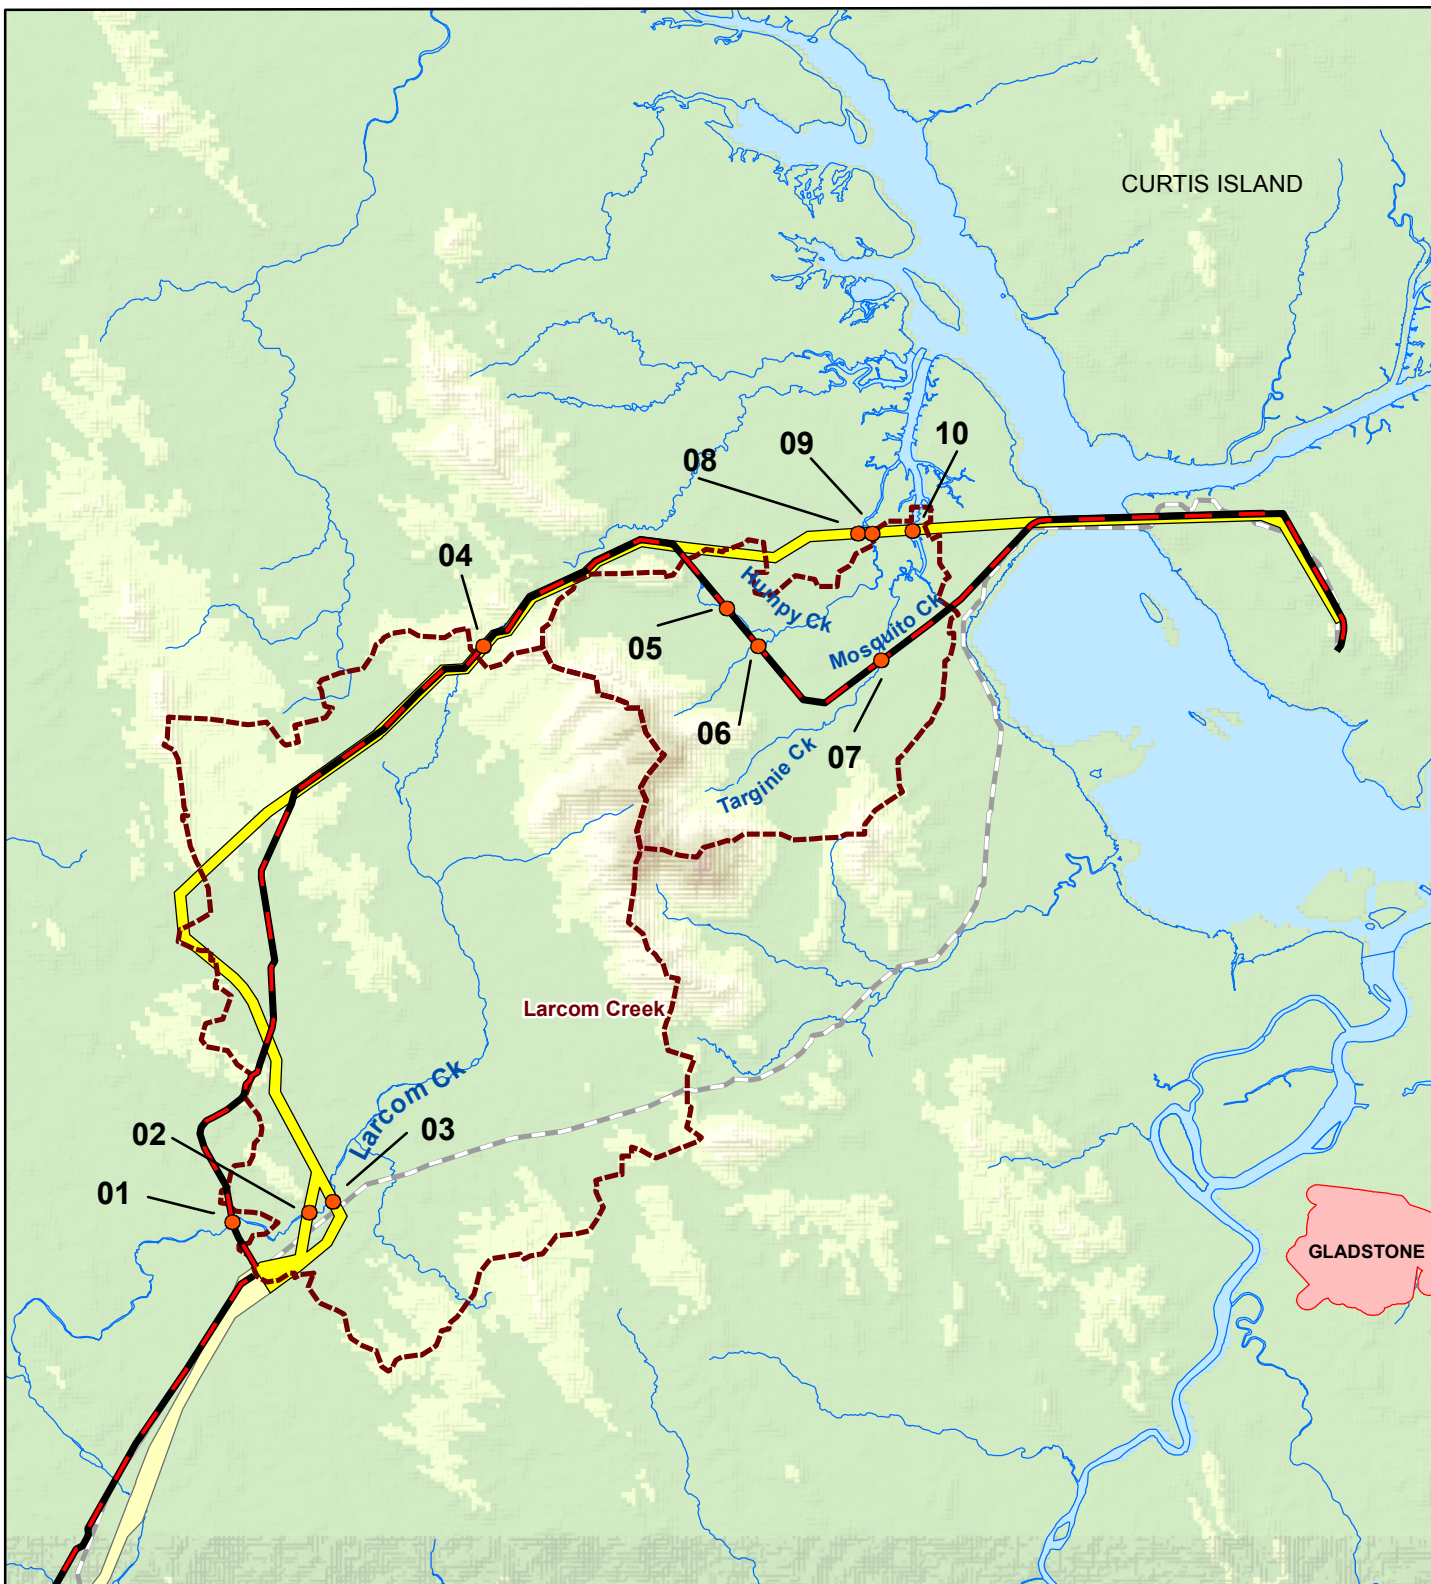 CURTIS ISLAND
10
09
08
04
Humpy Ck
Mosquito Ck
05
06
07
Targinie Ck
Larcom Creek
Larcom Ck
03
02
01
GLADSTONE